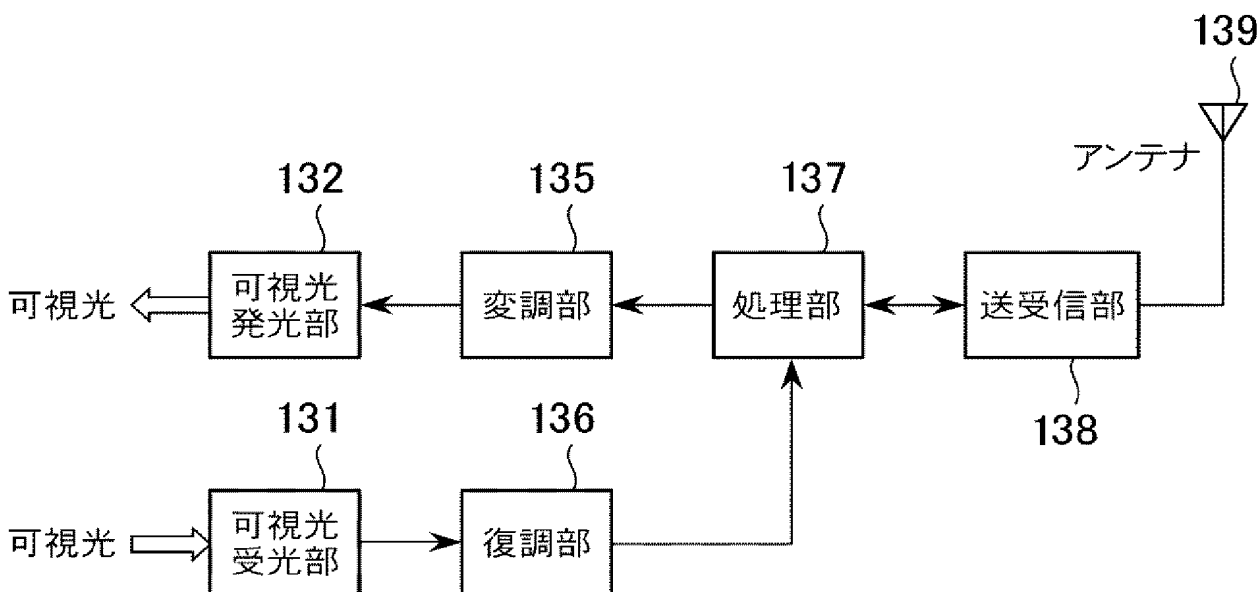 139
アンテナ
132
135
137
可視光
可視光
発光部
変調部
処理部
送受信部
131
136
138
可視光
可視光
受光部
復調部